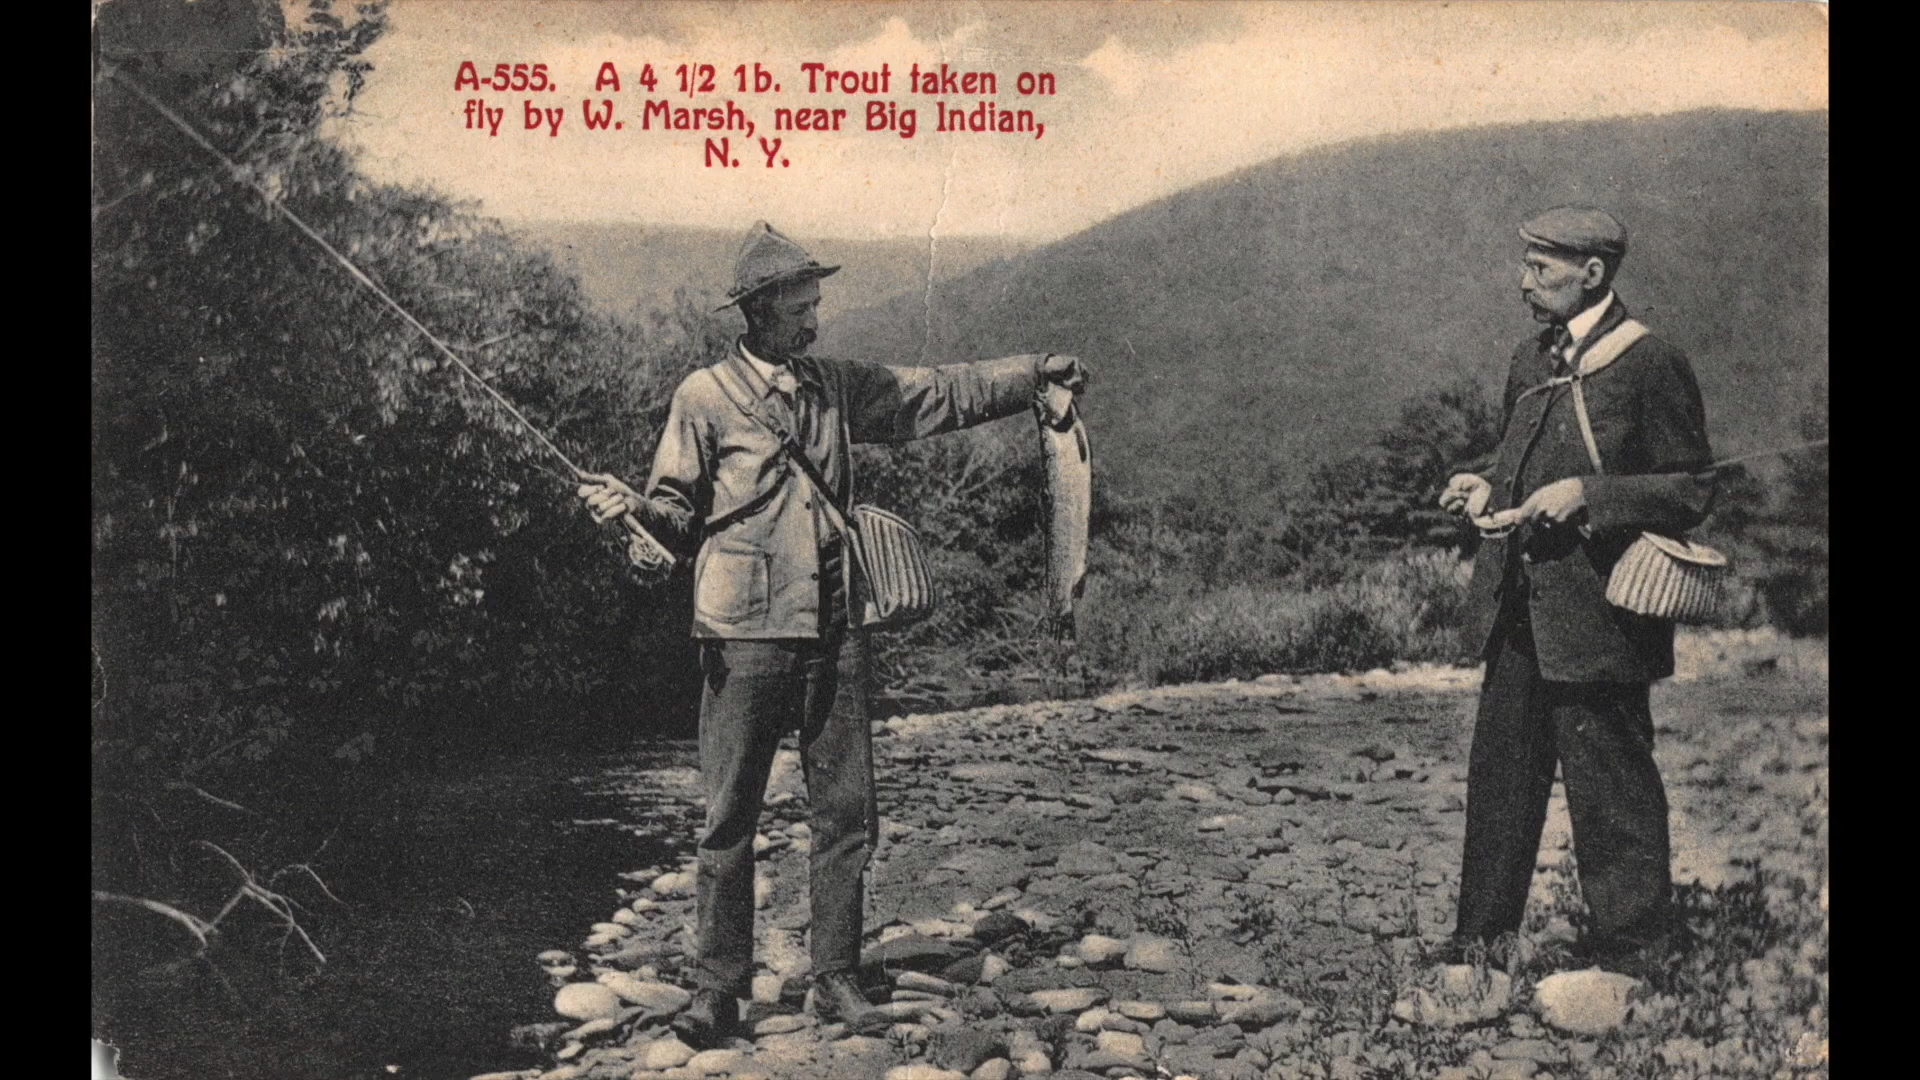 A-555. A 4 1/2 1b. Trout taken on
fly by W. Marsh, near Big Indian,
N. Y.